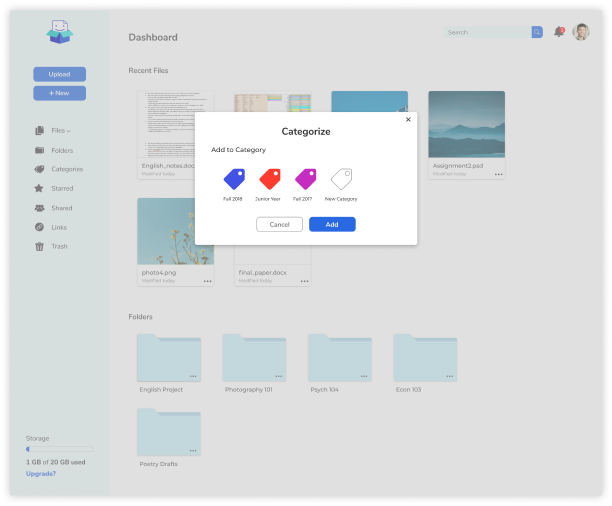 Dashboard
Search
Upload
+ New
Recent Files
Files
Folders
Categories
Starred
Shared
Links
Trash
English_notes.doc
Modified today
Assignment2.psd
Modified today
Categorize
Add to Category
Fall 2018
Junior Year
Fall 2017
New Category
Cancel
Add
photo4.png
Modified today
final_paper.docx
Modified today
Folders
English Project
Photography 101
Psych 104
Econ 103
Poetry Drafts
Storage
1 GB of 20 GB used
Upgrade?